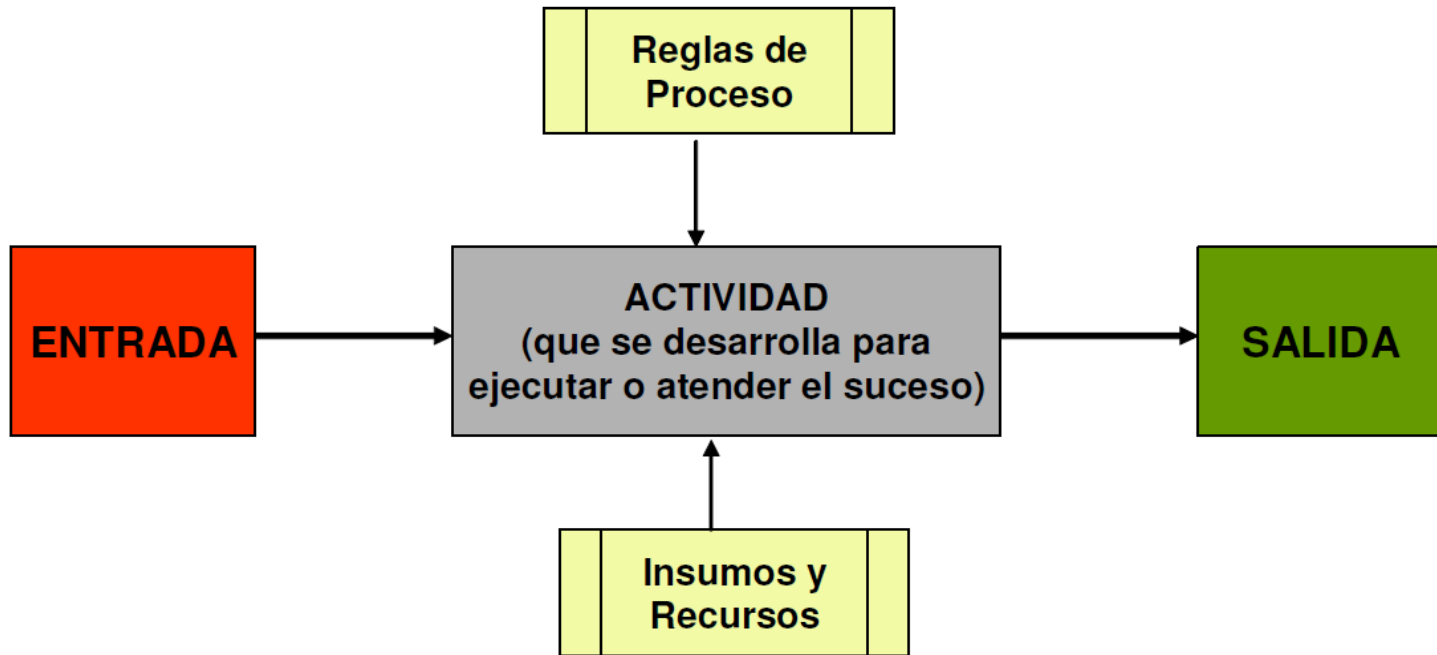 Reglas de
Proceso
ENTRADA
ACTIVIDAD
(que se desarrolla para
ejecutar o atender el suceso)
SALIDA
Insumos y
Recursos